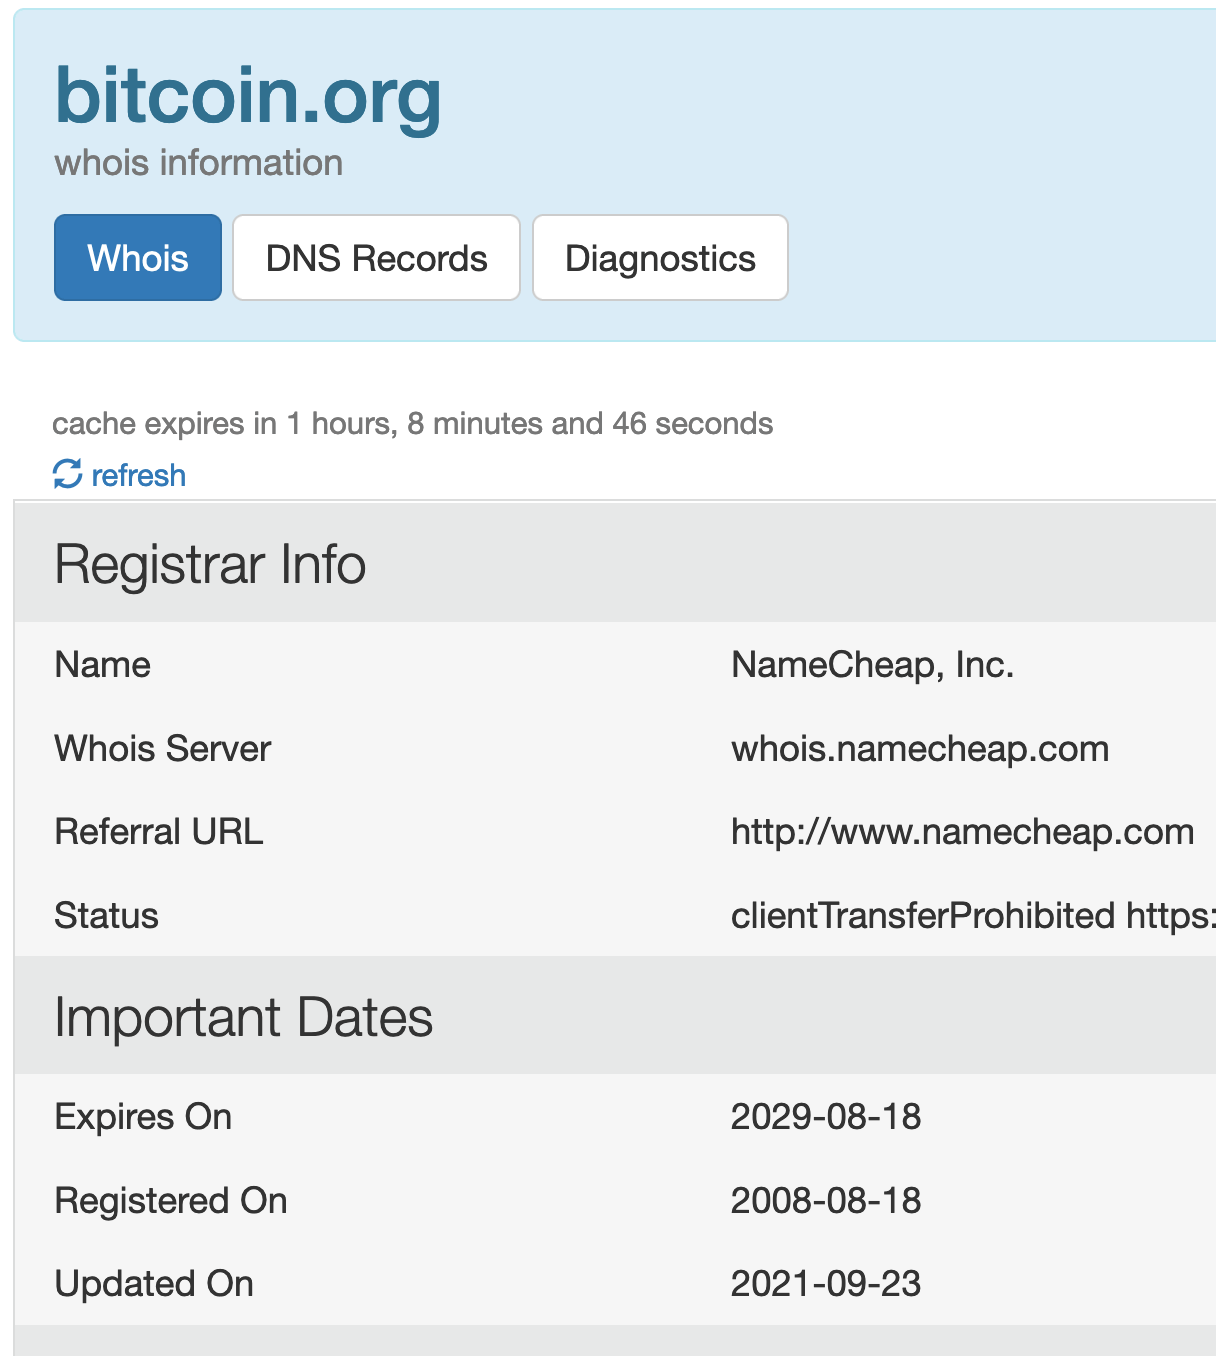 bitcoin.org
whois information
Whois DNS Records Diagnostics
cache expires in 1 hours, 8 minutes and 46 seconds
refresh
Registrar Info
Name NameCheap, Inc.
Whois Server whois.namecheap.com
Referral URL http://www.namecheap.com
Status clientTransferProhibited https:
Important Dates
Expires On 2029-08-18
Registered On 2008-08-18
Updated On 2021-09-23